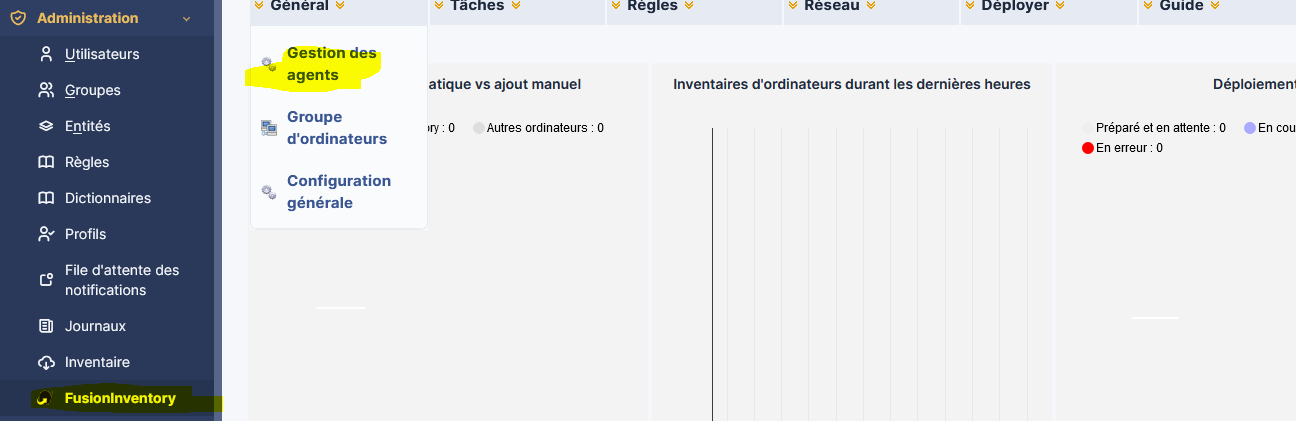 Administration
Utilisateurs
Groupes
Entités
Règles
Dictionnaires
Profils
File d'attente des
notifications
Journaux
Inventaire
FusionInventory
Général
Tâches
Règles
Réseau
Déployer
Guide
Gestion des
agents
Groupe
d'ordinateurs
Configuration
générale
atique vs ajout manuel
ory : 0
Autres ordinateurs : 0
Inventaires d'ordinateurs durant les dernières heures
Déploiement
Préparé et en attente : 0
En cou
En erreur : 0